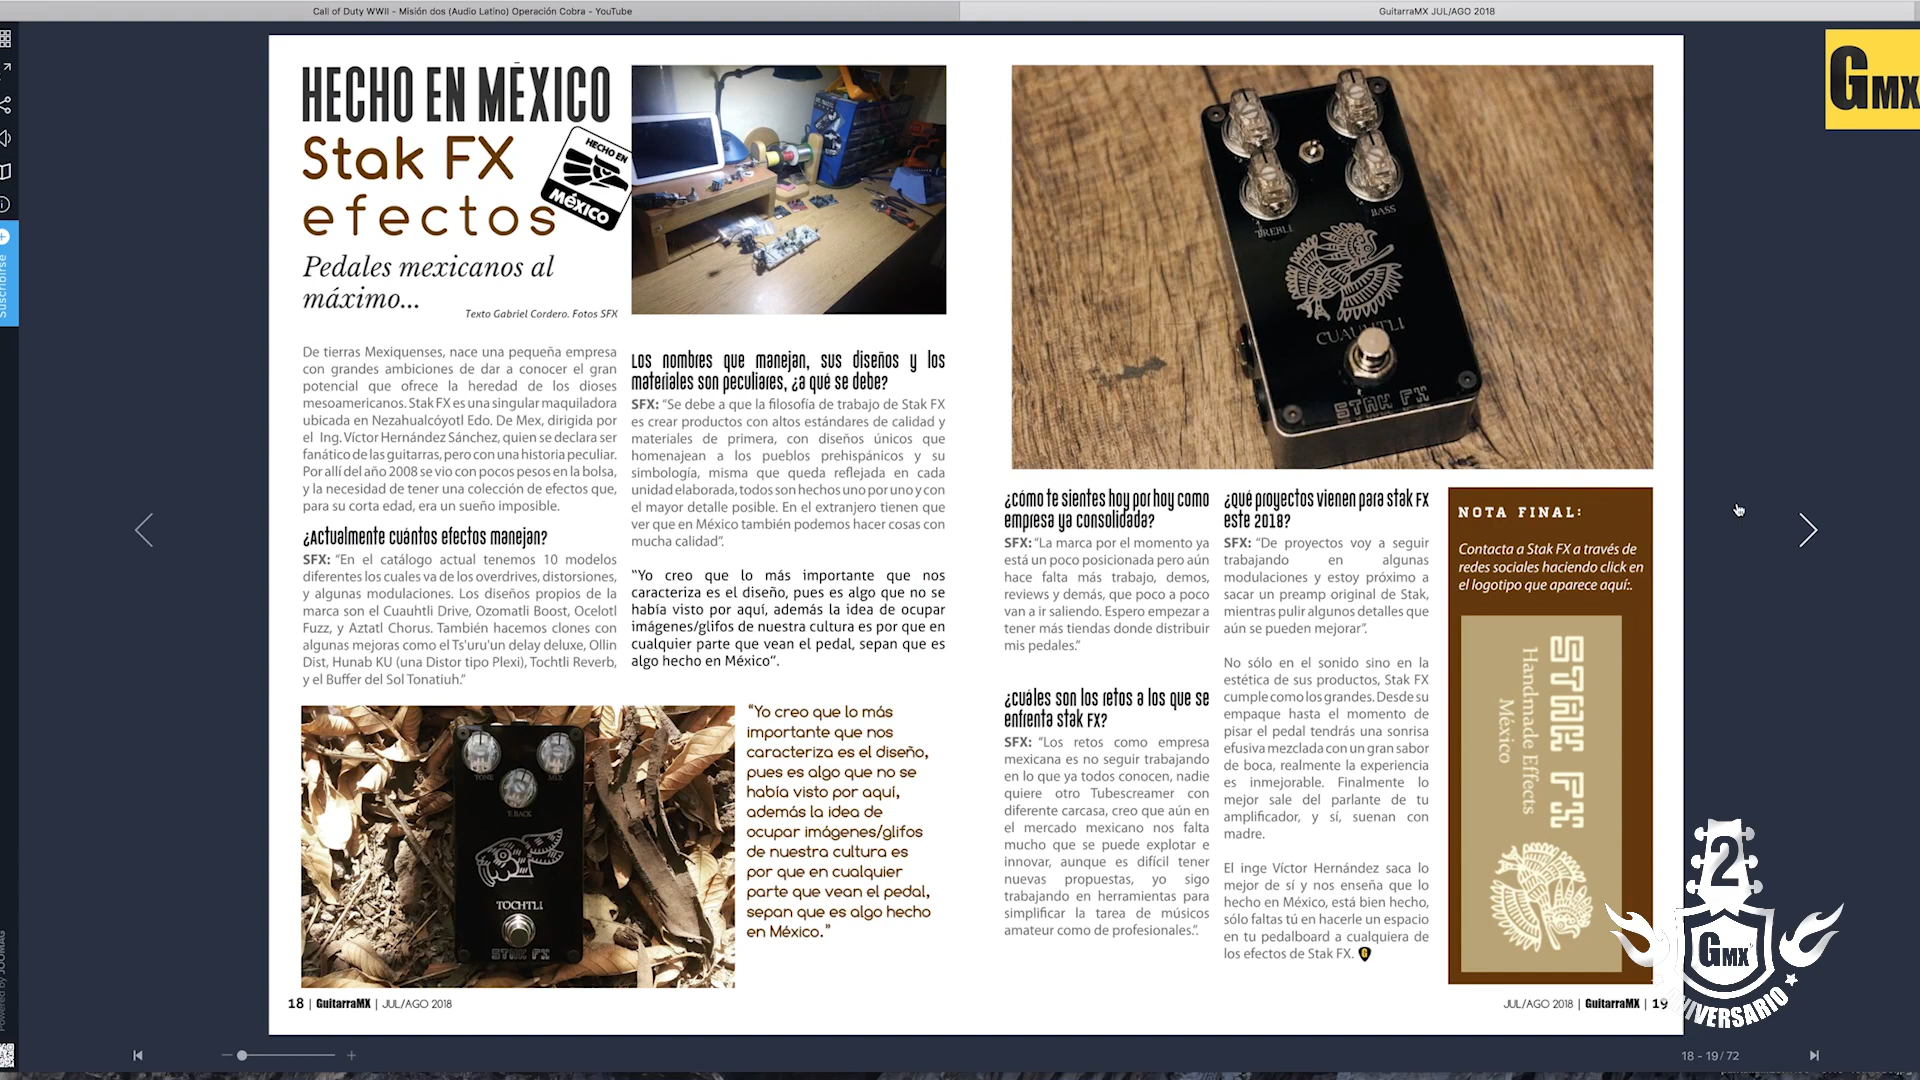 Call of Duty WWII - Misión dos (Audio Latino) Operación Cobra - YouTube
GuitarraMX JUL/AGO 2018
GMX
Suscribirse
HECHO EN MÉXICO
Stak FX
efectos
HECHO EN
MÉXICO
Pedales mexicanos al
máximo...
Texto Gabriel Cordero. Fotos SFX
De tierras Mexiquenses, nace una pequeña empresa
con grandes ambiciones de dar a conocer el gran
potencial que ofrece la heredad de los dioses
mesoamericanos. Stak FX es una singular maquiladora
ubicada en Nezahualcóyotl Edo. De Mex, dirigida por
el Ing. Víctor Hernández Sánchez, quien se declara ser
fanático de las guitarras, pero con una historia peculiar.
Por allí del año 2008 se vio con pocos pesos en la bolsa,
y la necesidad de tener una colección de efectos que,
para su corta edad, era un sueño imposible.
¿Actualmente cuántos efectos manejan?
SFX: “En el catálogo actual tenemos 10 modelos
diferentes los cuales va de los overdrives, distorsiones,
y algunas modulaciones. Los diseños propios de la
marca son el Cuauhtli Drive, Ozomatli Boost, Ocelotl
Fuzz, y Aztatl Chorus. También hacemos clones con
algunas mejoras como el Ts'uru'un delay deluxe, Ollin
Dist, Hunab KU (una Distor tipo Plexi), Tochtli Reverb,
y el Buffer del Sol Tonatiuh.”
TONE
MIX
F. BACK
TOCHTLI
STAK FX
Los nombres que manejan, sus diseños y los
materiales son peculiares, ¿a qué se debe?
SFX: “Se debe a que la filosofía de trabajo de Stak FX
es crear productos con altos estándares de calidad y
materiales de primera, con diseños únicos que
homenajean a los pueblos prehispánicos y su
simbología, misma que queda reflejada en cada
unidad elaborada, todos son hechos uno por uno y con
el mayor detalle posible. En el extranjero tienen que
ver que en México también podemos hacer cosas con
mucha calidad”.
“Yo creo que lo más importante que nos
caracteriza es el diseño, pues es algo que no se
había visto por aquí, además la idea de ocupar
imágenes/glifos de nuestra cultura es por que en
cualquier parte que vean el pedal, sepan que es
algo hecho en México“.
“Yo creo que lo más
importante que nos
caracteriza es el diseño,
pues es algo que no se
había visto por aquí,
además la idea de
ocupar imágenes/glifos
de nuestra cultura es
por que en cualquier
parte que vean el pedal,
sepan que es algo hecho
en México.”
18 | GuitarraMX | JUL/AGO 2018
TREBLE
BASS
CUAUHTLI
STAK FX
¿cómo te sientes hoy por hoy como
empresa ya consolidada?
SFX: “La marca por el momento ya
está un poco posicionada pero aún
hace falta más trabajo, demos,
reviews y demás, que poco a poco
van a ir saliendo. Espero empezar a
tener más tiendas donde distribuir
mis pedales.”
¿cuáles son los retos a los que se
enfrenta stak FX?
SFX: “Los retos como empresa
mexicana es no seguir trabajando
en lo que ya todos conocen, nadie
quiere otro Tubescreamer con
diferente carcasa, creo que aún en
el mercado mexicano nos falta
mucho que se puede explotar e
innovar, aunque es difícil tener
nuevas propuestas, yo sigo
trabajando en herramientas para
simplificar la tarea de músicos
amateur como de profesionales.”.
¿qué proyectos vienen para stak FX
este 2018?
SFX: “De proyectos voy a seguir
trabajando en algunas
modulaciones y estoy próximo a
sacar un preamp original de Stak,
mientras pulir algunos detalles que
aún se pueden mejorar”.
No sólo en el sonido sino en la
estética de sus productos, Stak FX
cumple como los grandes. Desde su
empaque hasta el momento de
pisar el pedal tendrás una sonrisa
efusiva mezclada con un gran sabor
de boca, realmente la experiencia
es inmejorable. Finalmente lo
mejor sale del parlante de tu
amplificador, y sí, suenan con
madre.
El inge Víctor Hernández saca lo
mejor de sí y nos enseña que lo
hecho en México, está bien hecho,
sólo faltas tú en hacerle un espacio
en tu pedalboard a cualquiera de
los efectos de Stak FX. G
NOTA FINAL:
Contacta a Stak FX a través de
redes sociales haciendo click en
el logotipo que aparece aquí:.
STAK FX
Handmade Effects
México
JUL/AGO 2018 | GuitarraMX | 19
2
GMX
ANIVERSARIO
Powered by JOOMAG
18 - 19 / 72